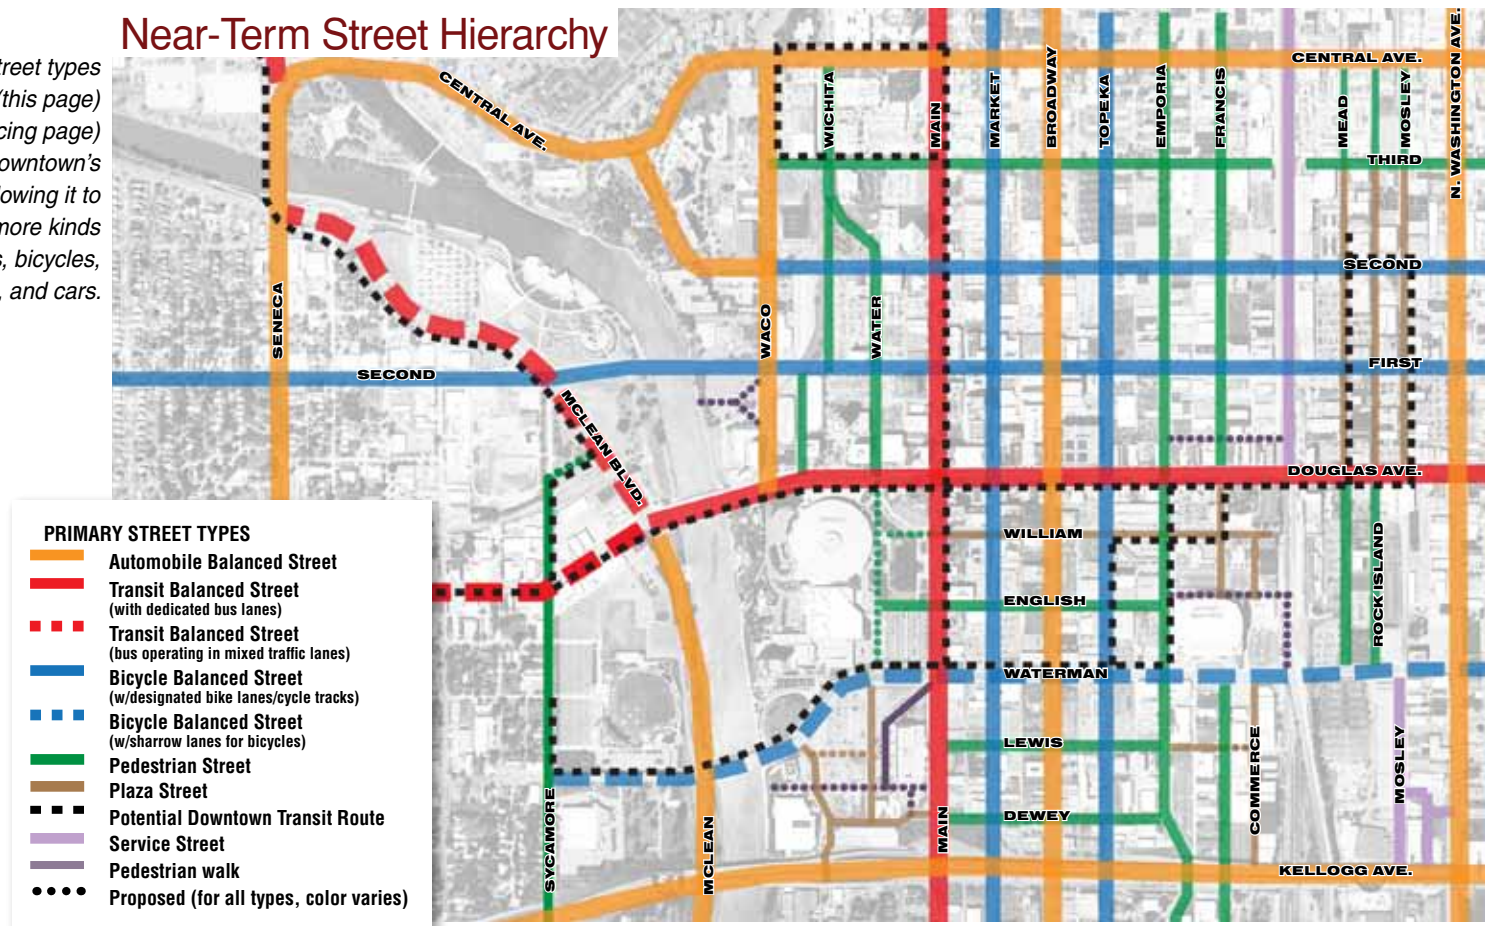 Near-Term Street Hierarchy
reet types
(this page)
cing page)
owntown's
lowing it to
more kinds
s, bicycles,
, and cars.
CENTRAL AVE.
CENTRAL AVE.
N. WASHINGTON AVE.
WICHITA
MAIN
MARKET
BROADWAY
TOPEKA
EMPORIA
FRANCIS
MEAD
MOSLEY
THIRD
SECOND
SENECA
WACO
WATER
SECOND
FIRST
MCLEAN BLVD.
DOUGLAS AVE.
WILLIAM
ENGLISH
ROCK ISLAND
WATERMAN
LEWIS
COMMERCE
MOSLEY
DEWEY
MAIN
SYCAMORE
MCLEAN
KELLOGG AVE.
PRIMARY STREET TYPES
Automobile Balanced Street
Transit Balanced Street
(with dedicated bus lanes)
Transit Balanced Street
(bus operating in mixed traffic lanes)
Bicycle Balanced Street
(w/designated bike lanes/cycle tracks)
Bicycle Balanced Street
(w/sharrow lanes for bicycles)
Pedestrian Street
Plaza Street
Potential Downtown Transit Route
Service Street
Pedestrian walk
Proposed (for all types, color varies)